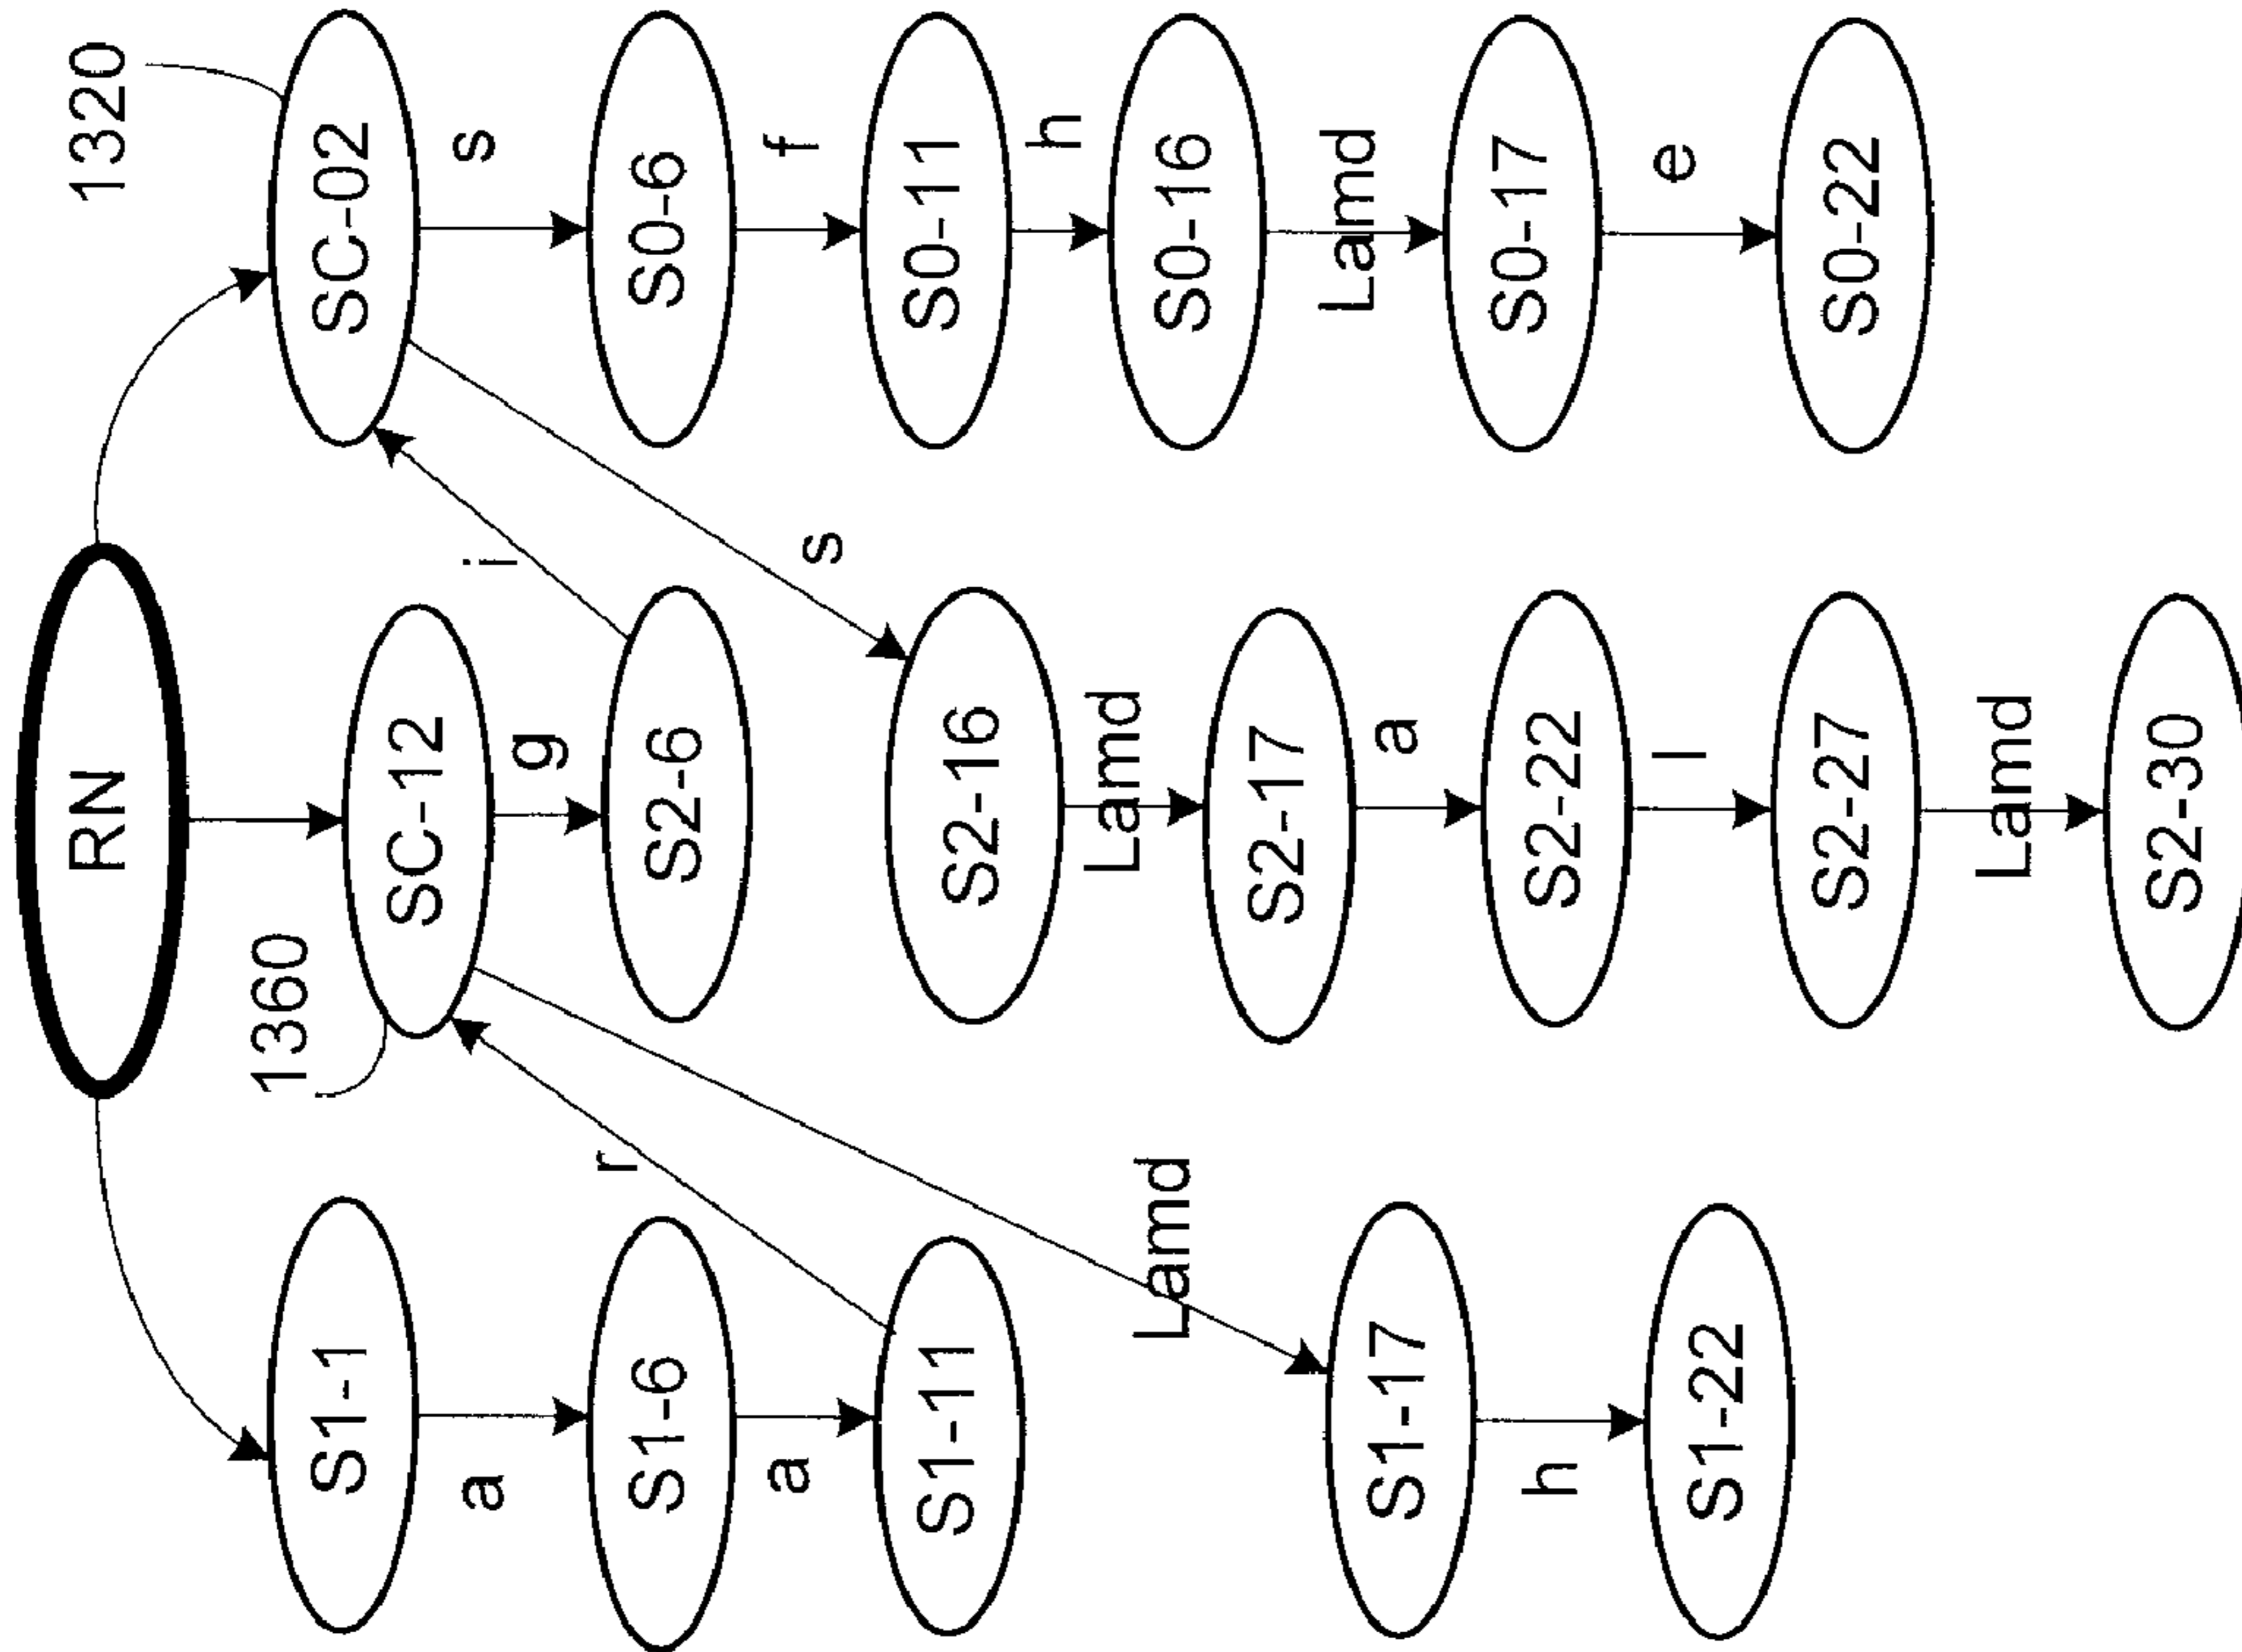 RN
1320
1360
SC-02
SC-12
S1-1
s
i
g
r
a
S0-6
S2-6
S1-6
f
s
a
S0-11
S2-16
S1-11
h
Lamd
Lamd
S0-16
S2-17
S1-17
Lamd
a
h
S0-17
S2-22
S1-22
e
l
S0-22
S2-27
Lamd
S2-30